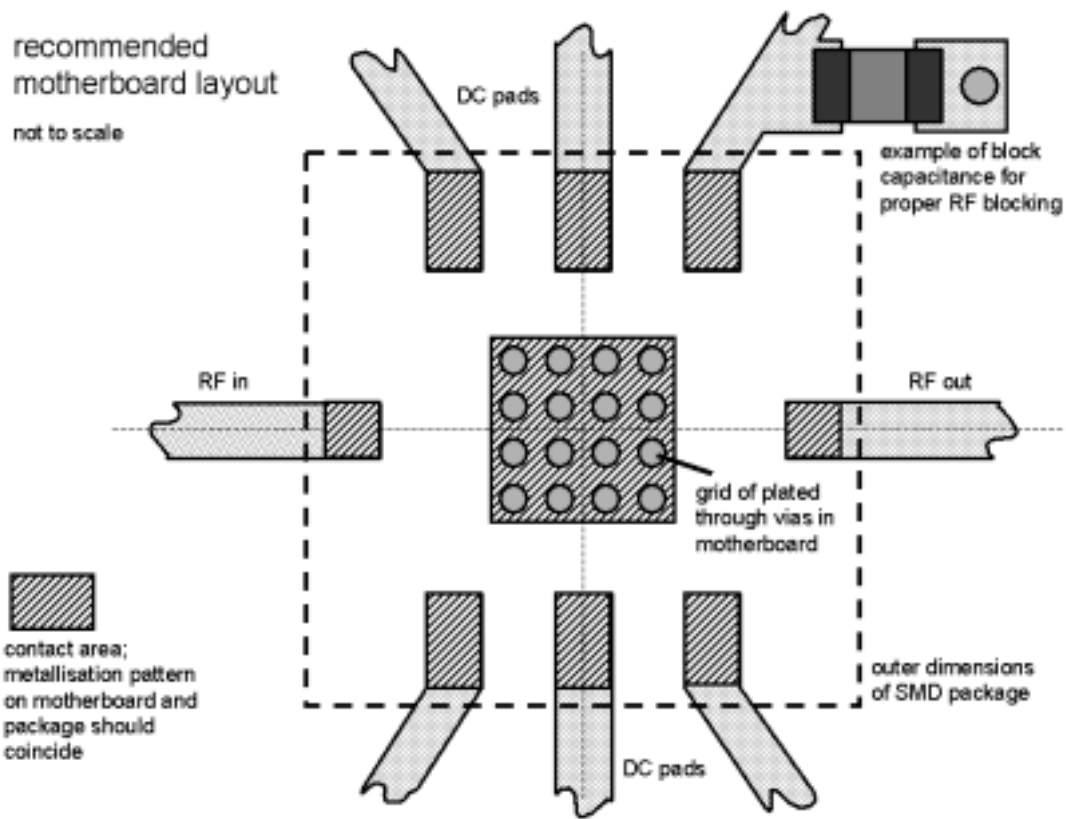 recommended
motherboard layout
not to scale
DC pads
example of block
capacitance for
proper RF blocking
RF in
RF out
grid of plated
through vias in
motherboard
contact area;
metallisation pattern
on motherboard and
package should
coincide
outer dimensions
of SMD package
DC pads